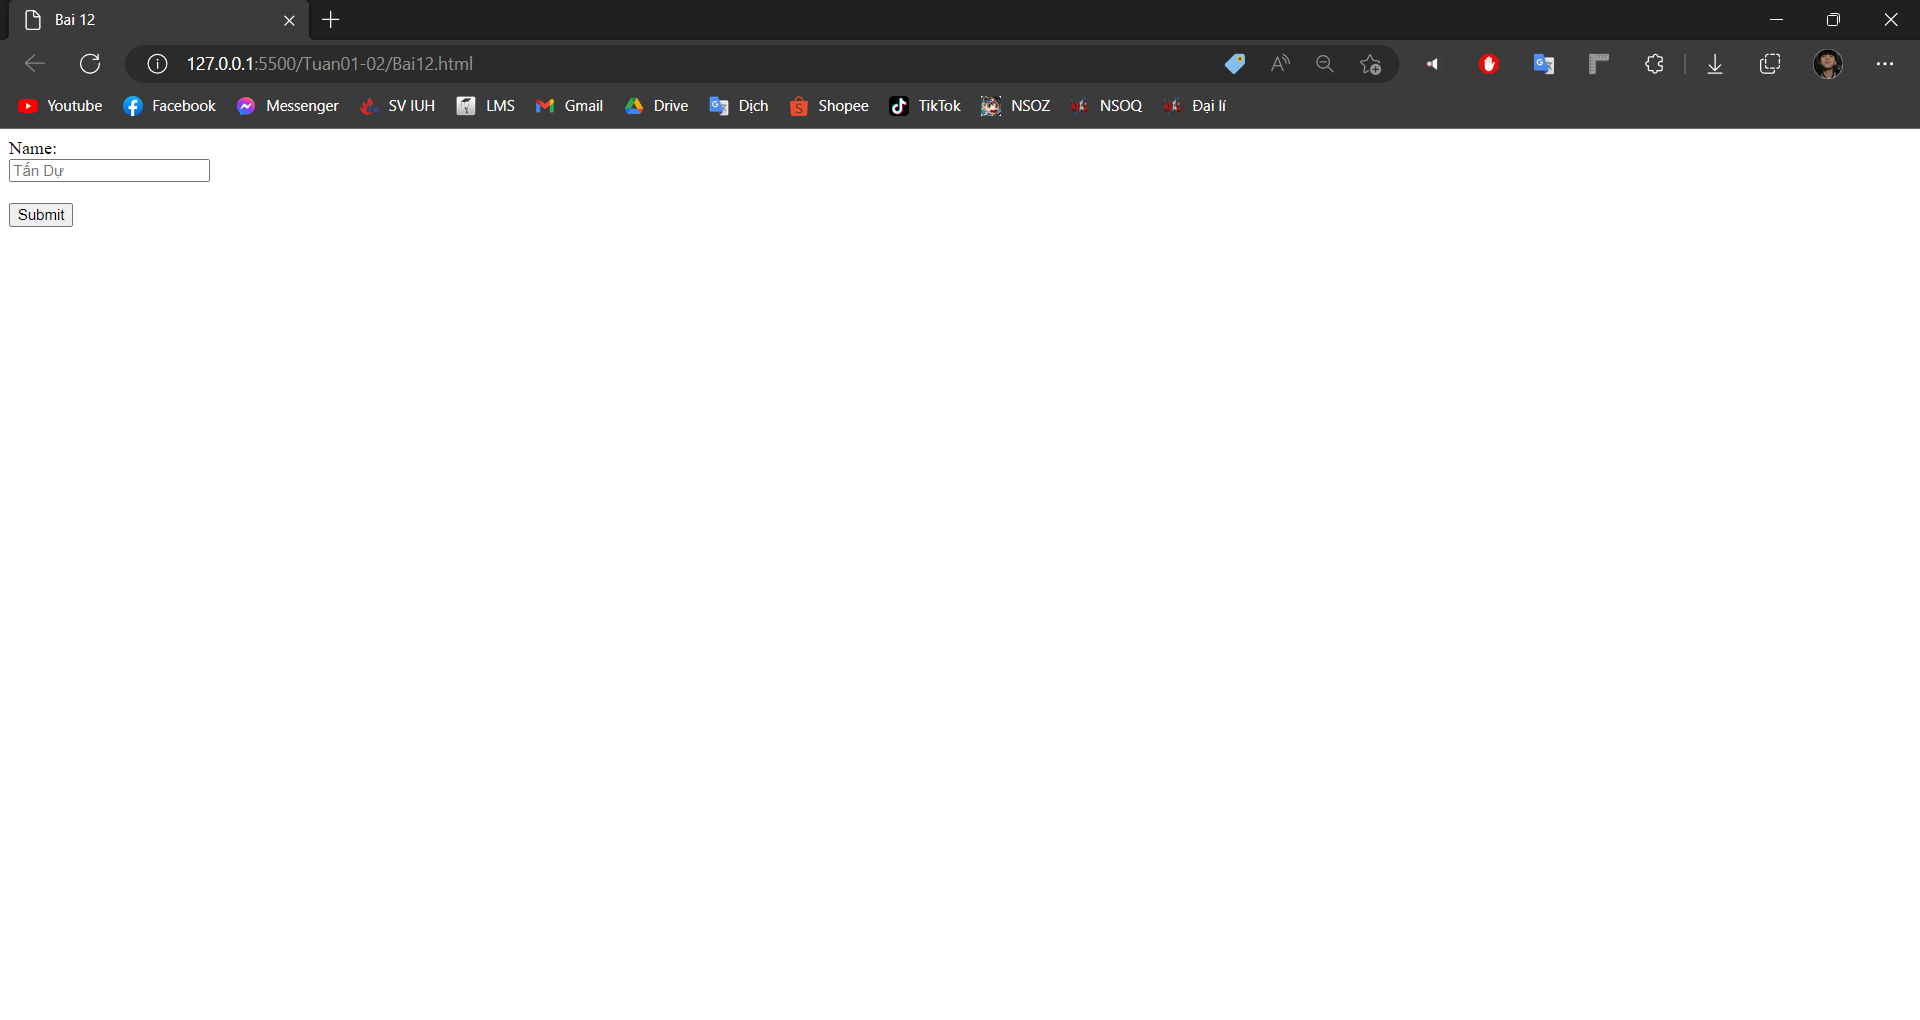 Bai 12
127.0.0.1:5500/Tuan01-02/Bai12.html
Youtube Facebook Messenger SV IUH LMS Gmail Drive Dịch Shopee TikTok NSOZ NSOQ Đại lí
Name:
Tấn Dự
Submit